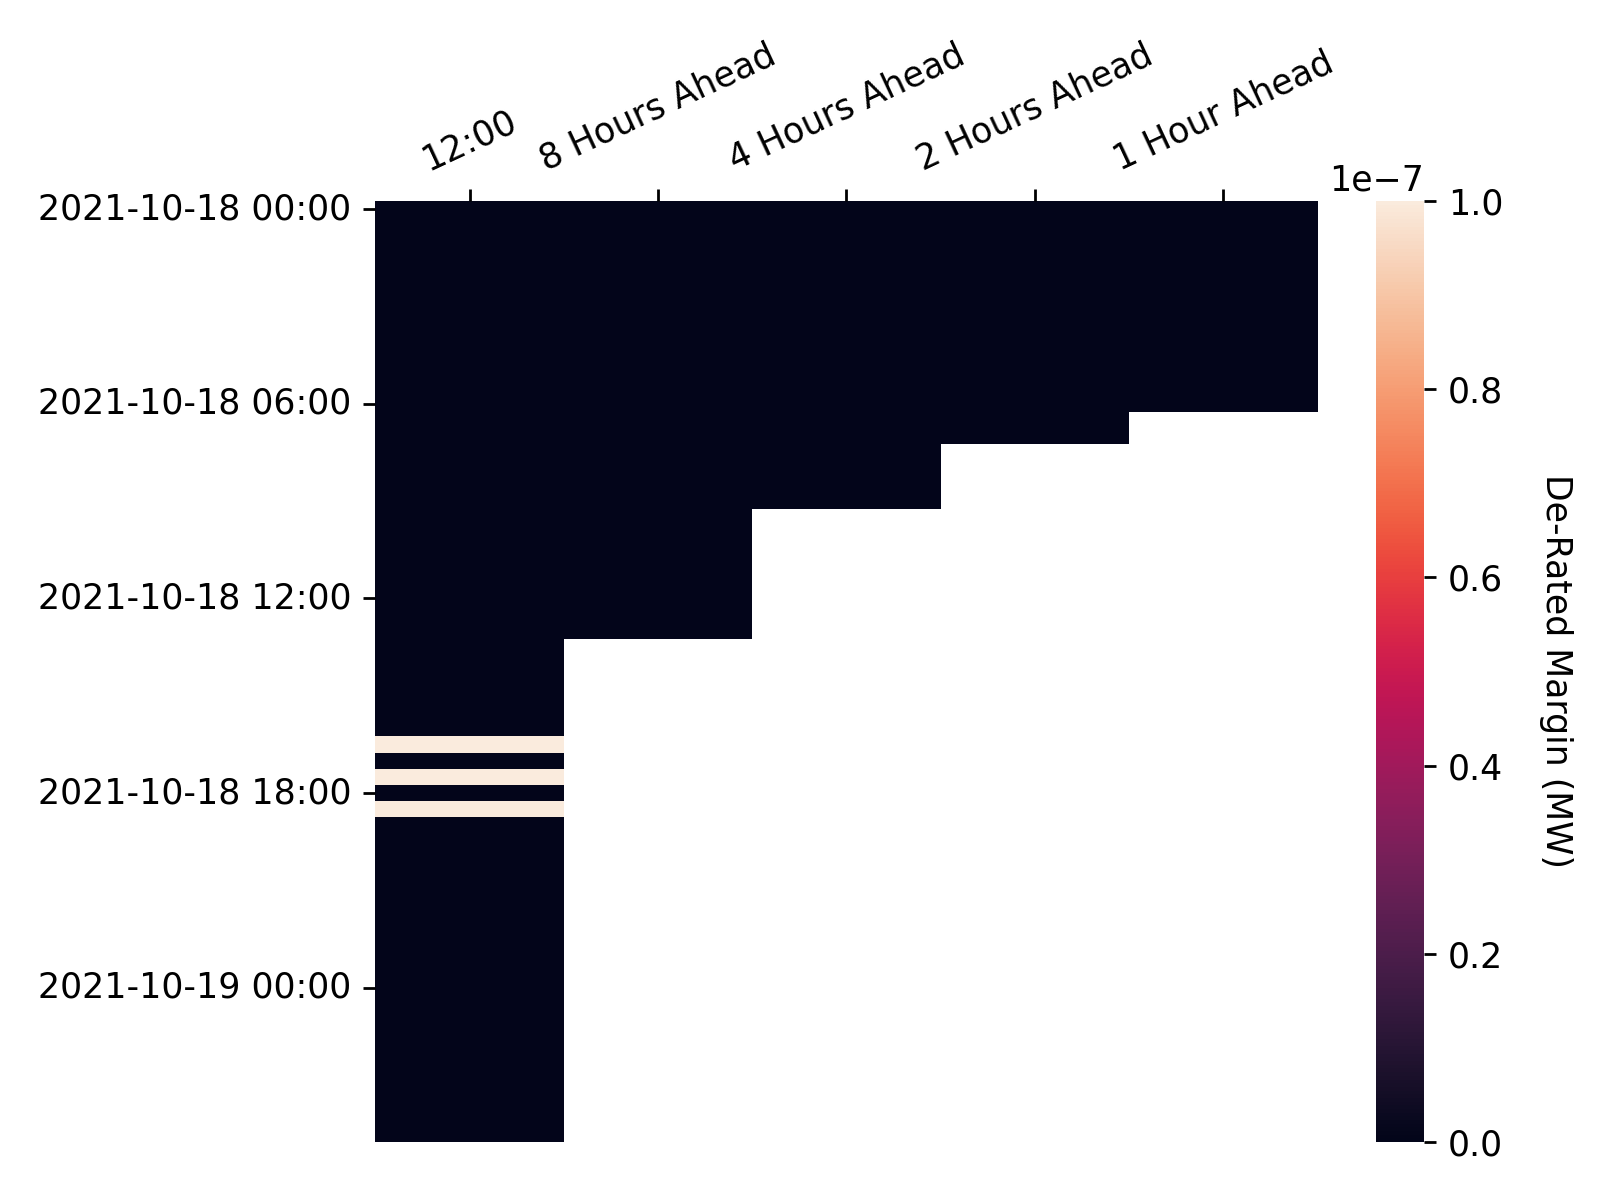 12:00
8 Hours Ahead
4 Hours Ahead
2 Hours Ahead
1 Hour Ahead
1e−7
2021-10-18 00:00
2021-10-18 06:00
2021-10-18 12:00
2021-10-18 18:00
2021-10-19 00:00
1.0
0.8
0.6
0.4
0.2
0.0
De-Rated Margin (MW)